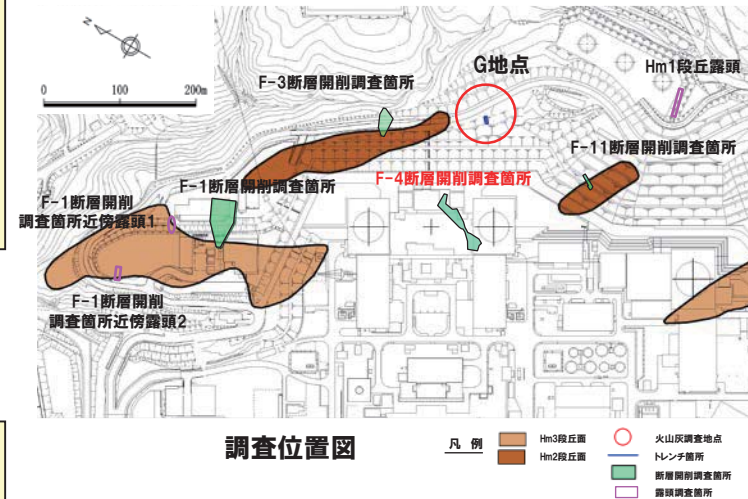 0
100
200m
F-3断層開削調査箇所
G地点
Hm1段丘露頭
F-11断層開削調査箇所
F-1断層開削調査箇所
F-4断層開削調査箇所
F-1断層開削
調査箇所近傍露頭1
F-1断層開削
調査箇所近傍露頭2
調査位置図
凡 例
Hm3段丘面
Hm2段丘面
火山灰調査地点
トレンチ箇所
断層開削調査箇所
露頭調査箇所